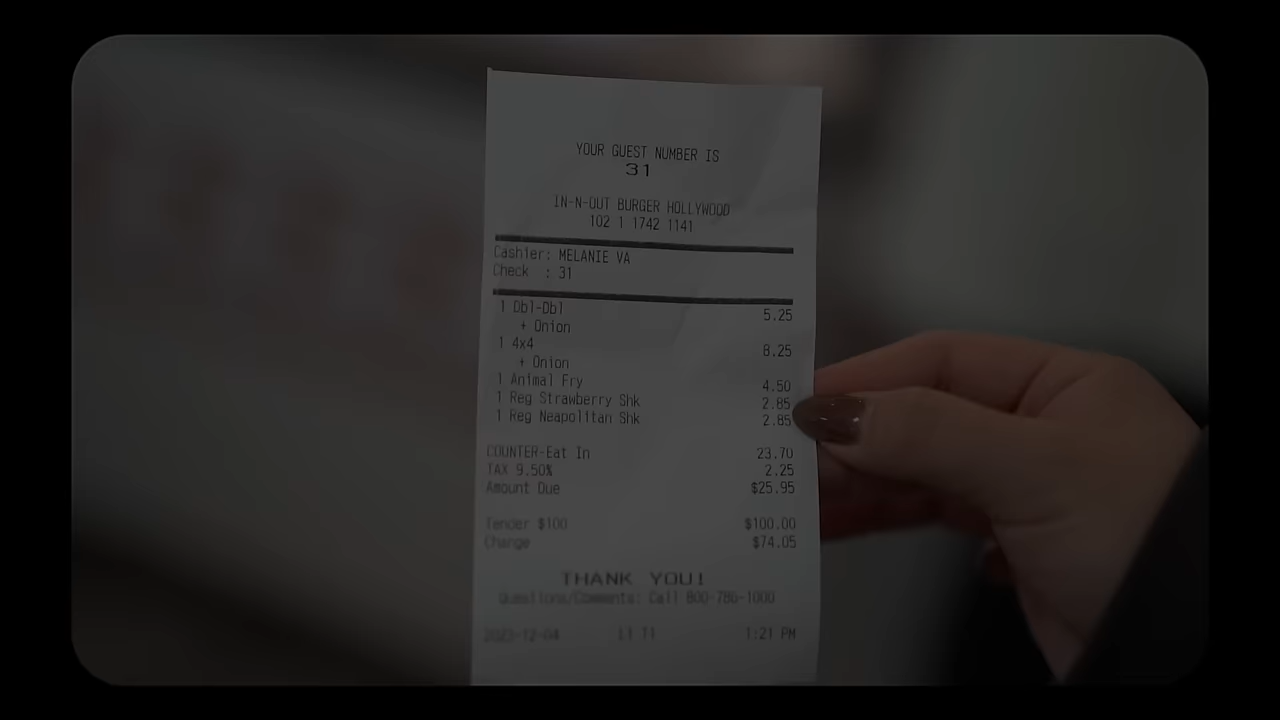 YOUR GUEST NUMBER IS
31
IN-N-OUT BURGER HOLLYWOOD
102 1 1742 1141
Cashier: MELANIE VA
Check : 31
1 Dbl-Dbl 5.25
+ Onion
1 4x4 8.25
+ Onion
1 Animal Fry 4.50
1 Reg Strawberry Shk 2.85
1 Reg Neapolitan Shk 2.85
COUNTER-Eat In 23.70
TAX 9.50% 2.25
Amount Due $25.95
Tender $100 $100.00
Change $74.05
THANK YOU!
Questions/Comments: Call 800-786-1000
1:21 PM